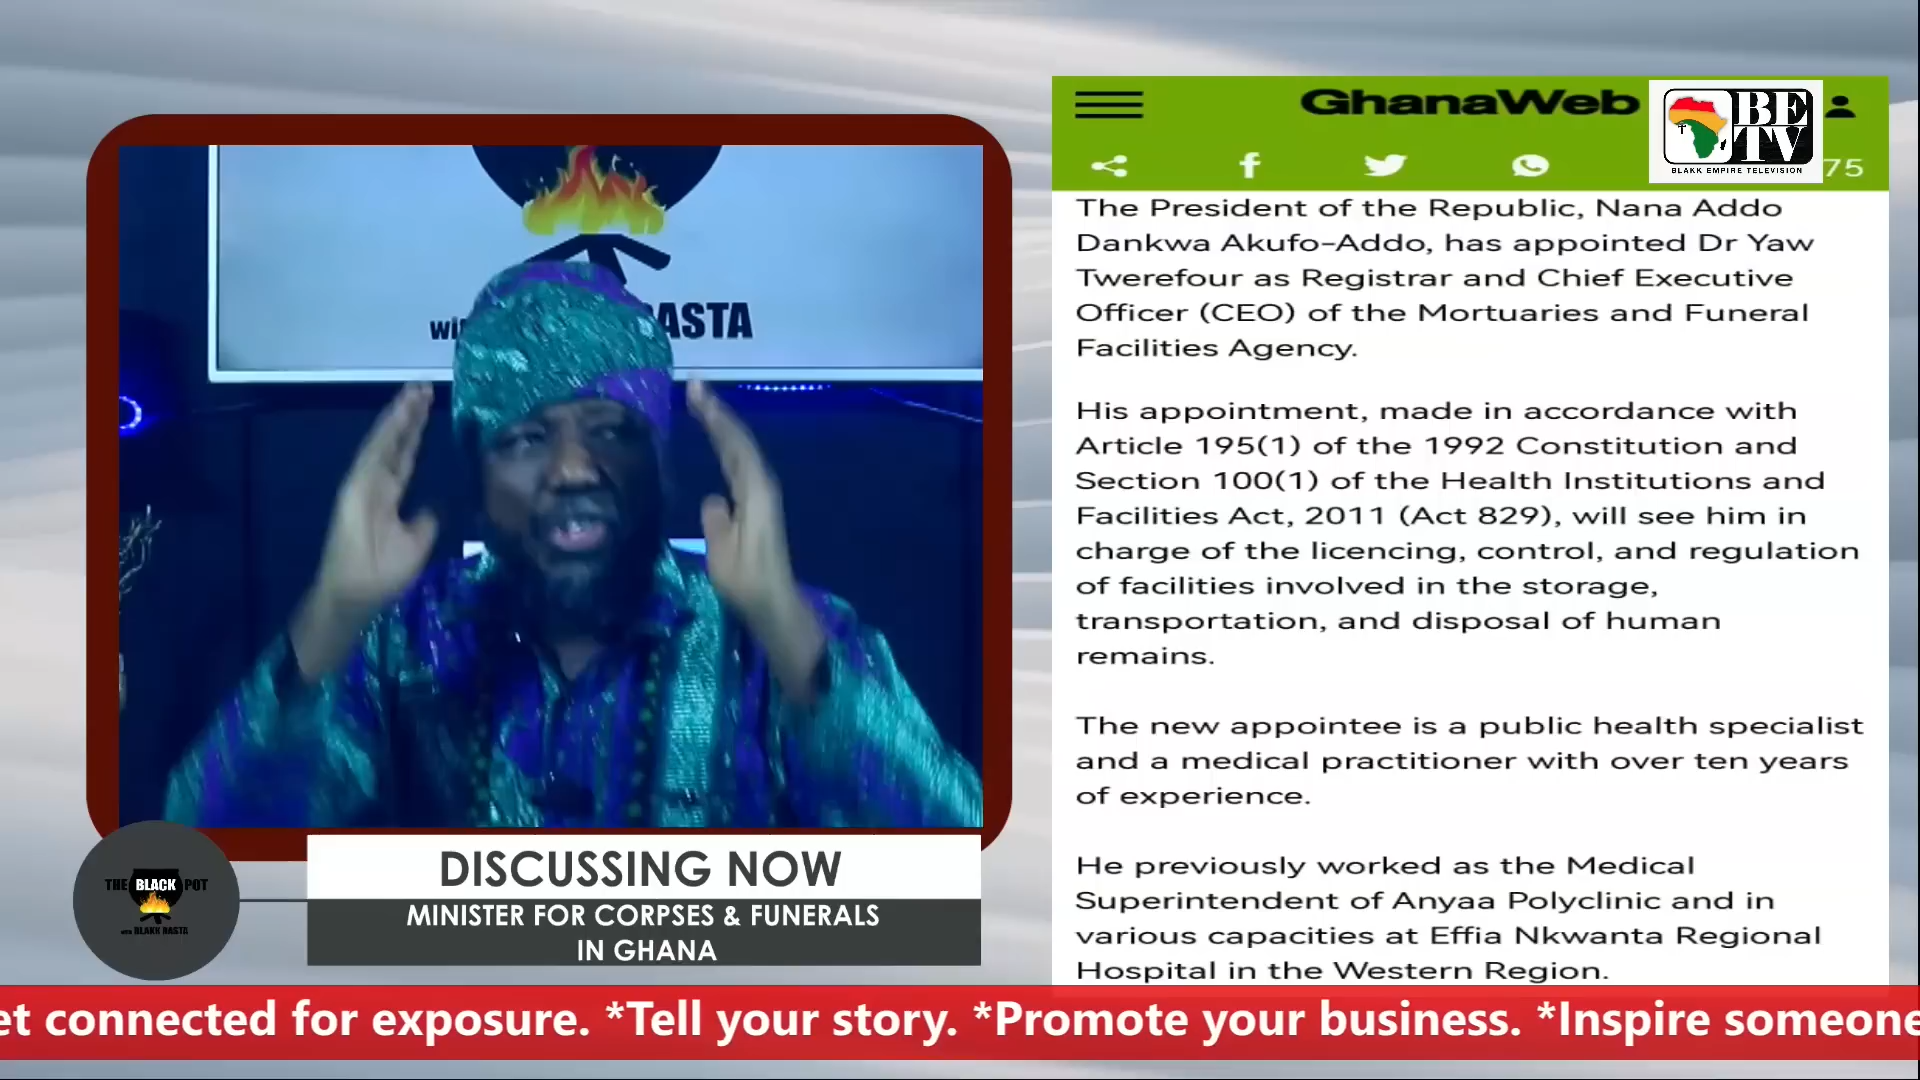 GhanaWeb
BE
TV
BLAKK EMPIRE TELEVISION
75
The President of the Republic, Nana Addo
Dankwa Akufo-Addo, has appointed Dr Yaw
Twerefour as Registrar and Chief Executive
Officer (CEO) of the Mortuaries and Funeral
Facilities Agency.
His appointment, made in accordance with
Article 195(1) of the 1992 Constitution and
Section 100(1) of the Health Institutions and
Facilities Act, 2011 (Act 829), will see him in
charge of the licencing, control, and regulation
of facilities involved in the storage,
transportation, and disposal of human
remains.
The new appointee is a public health specialist
and a medical practitioner with over ten years
of experience.
He previously worked as the Medical
Superintendent of Anyaa Polyclinic and in
various capacities at Effia Nkwanta Regional
Hospital in the Western Region.
THE BLACK POT
with BLAKK RASTA
DISCUSSING NOW
MINISTER FOR CORPSES & FUNERALS
IN GHANA
et connected for exposure. *Tell your story. *Promote your business. *Inspire someone